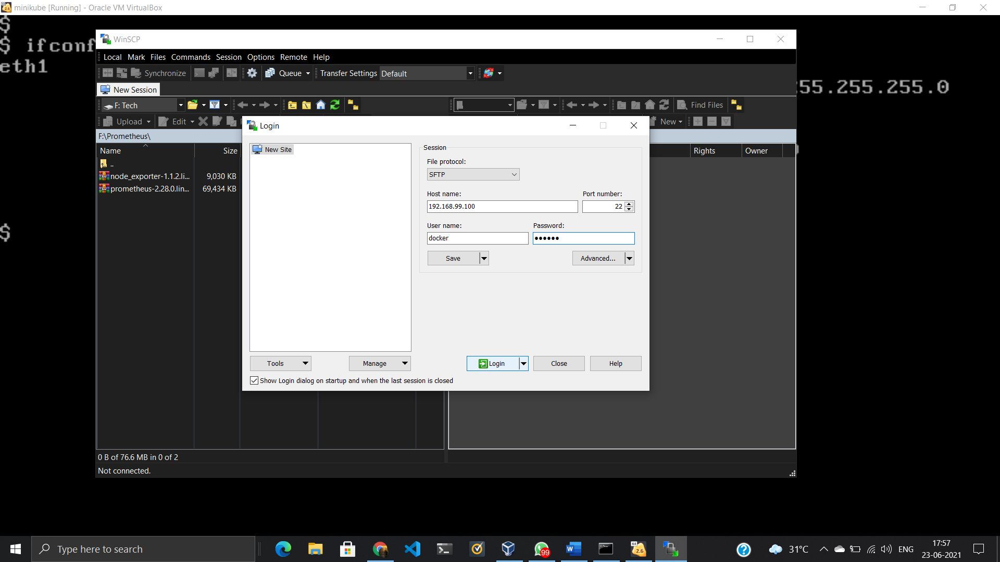 minikube [Running] - Oracle VM VirtualBox
$
$ ifconf
eth1
55.255.255.0
$
WinSCP
Local Mark Files Commands Session Options Remote Help
Synchronize Queue Transfer Settings Default
New Session
F: Tech Find Files
Upload Edit New
F:\Prometheus\
Name Size Rights Owner
..
node_exporter-1.1.2.li... 9,030 KB
prometheus-2.28.0.lin... 69,434 KB
Login
New Site
Session
File protocol:
SFTP
Host name: Port number:
192.168.99.100 22
User name: Password:
docker ••••••
Save Advanced...
Tools Manage Login Close Help
Show Login dialog on startup and when the last session is closed
0 B of 76.6 MB in 0 of 2
Not connected.
Type here to search
99
64
2.6
31°C
ENG
17:57
23-06-2021